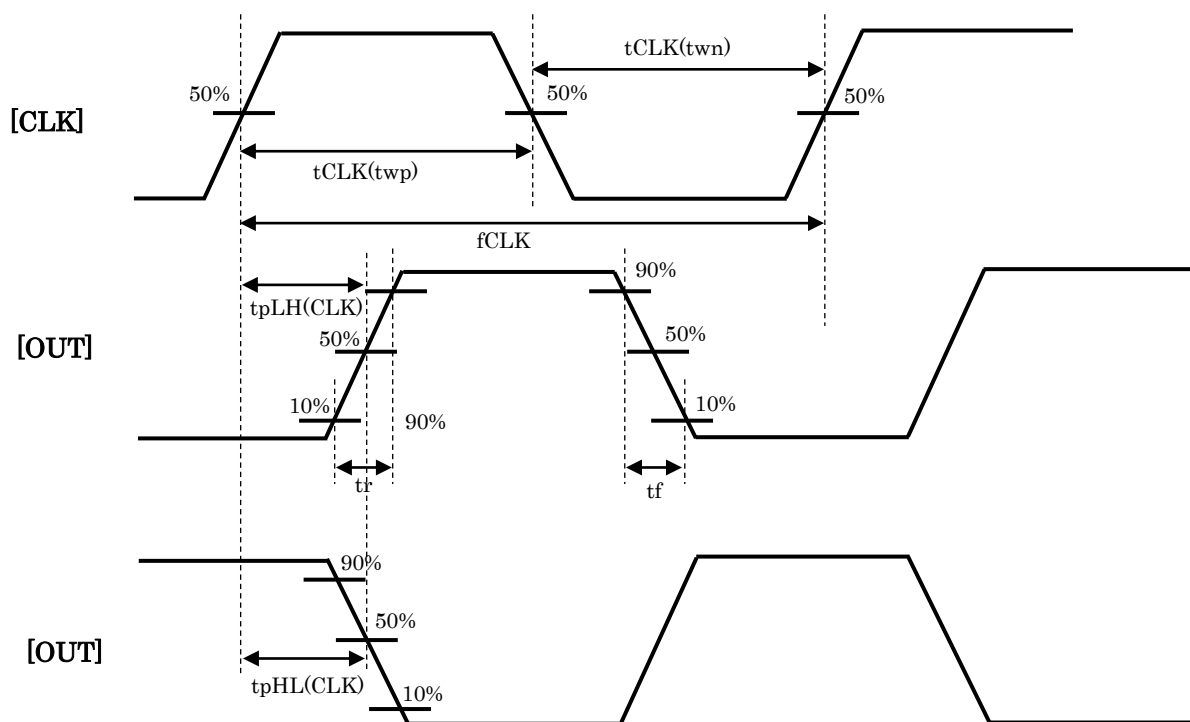 tCLK(twn)
50%
50%
50%
[CLK]
tCLK(twp)
fCLK
90%
tpLH(CLK)
50%
50%
[OUT]
10%
10%
90%
tr
tf
90%
50%
[OUT]
tpHL(CLK)
10%